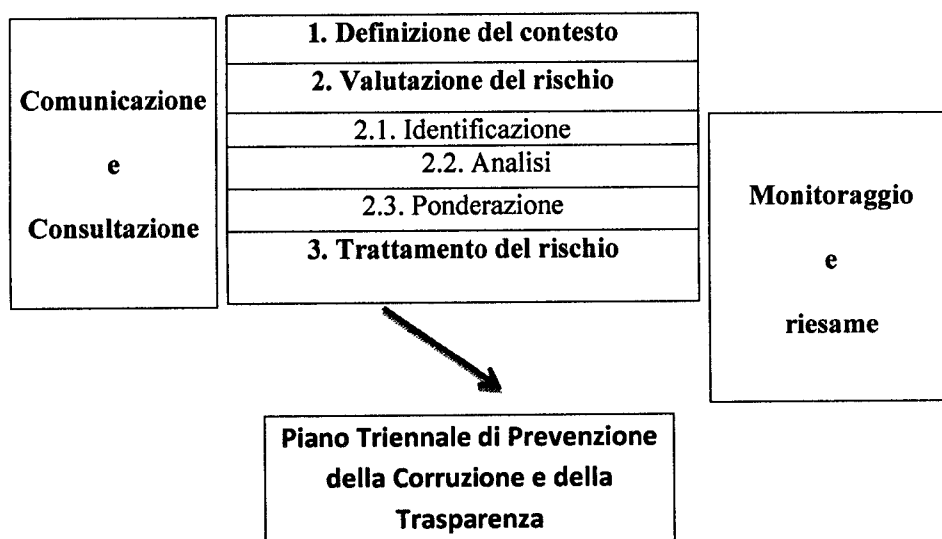 Comunicazione
e
Consultazione
1. Definizione del contesto
2. Valutazione del rischio
2.1. Identificazione
2.2. Analisi
2.3. Ponderazione
3. Trattamento del rischio
Monitoraggio
e
riesame
Piano Triennale di Prevenzione
della Corruzione e della
Trasparenza